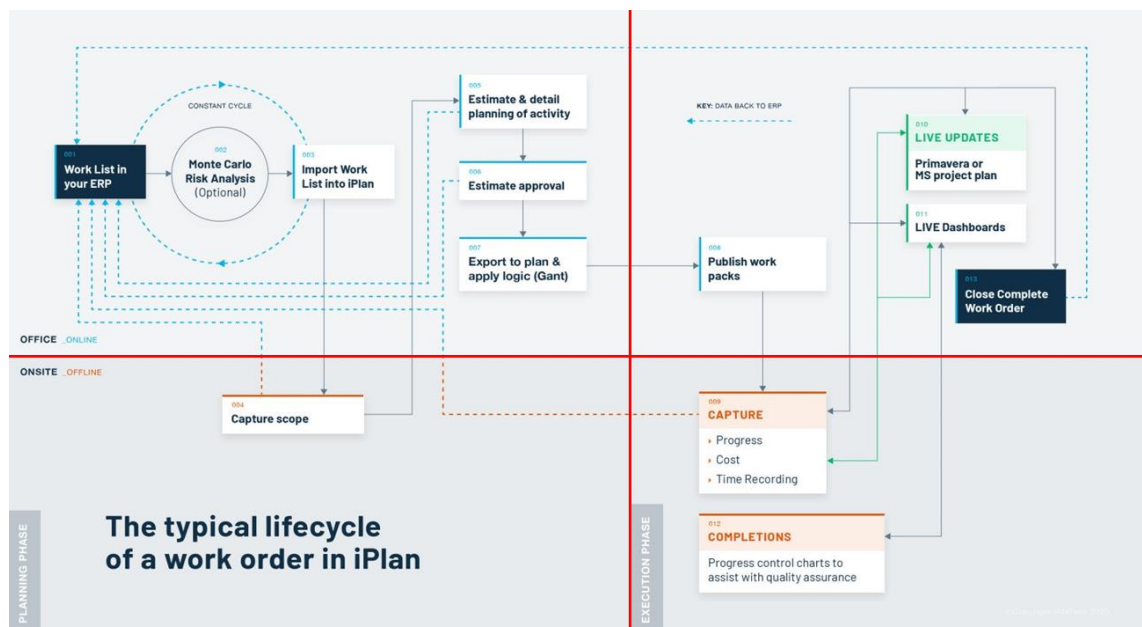 005
Estimate & detail
planning of activity
CONSTANT CYCLE
KEY: DATA BACK TO ERP
010
LIVE UPDATES
Primavera or
MS project plan
001
Work List in
your ERP
002
Monte Carlo
Risk Analysis
(Optional)
003
Import Work
List into iPlan
006
Estimate approval
011
LIVE Dashboards
007
Export to plan &
apply logic (Gant)
008
Publish work
packs
013
Close Complete
Work Order
OFFICE _ONLINE
ONSITE _OFFLINE
004
Capture scope
009
CAPTURE
Progress
Cost
Time Recording
012
COMPLETIONS
Progress control charts to
assist with quality assurance
The typical lifecycle
of a work order in iPlan
PLANNING PHASE
EXECUTION PHASE